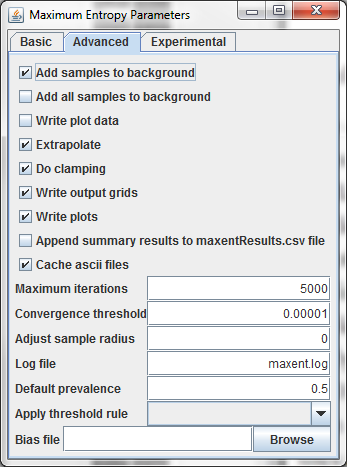 Maximum Entropy Parameters
Basic Advanced Experimental
Add samples to background
Add all samples to background
Write plot data
Extrapolate
Do clamping
Write output grids
Write plots
Append summary results to maxentResults.csv file
Cache ascii files
Maximum iterations 5000
Convergence threshold 0.00001
Adjust sample radius 0
Log file maxent.log
Default prevalence 0.5
Apply threshold rule
Bias file Browse